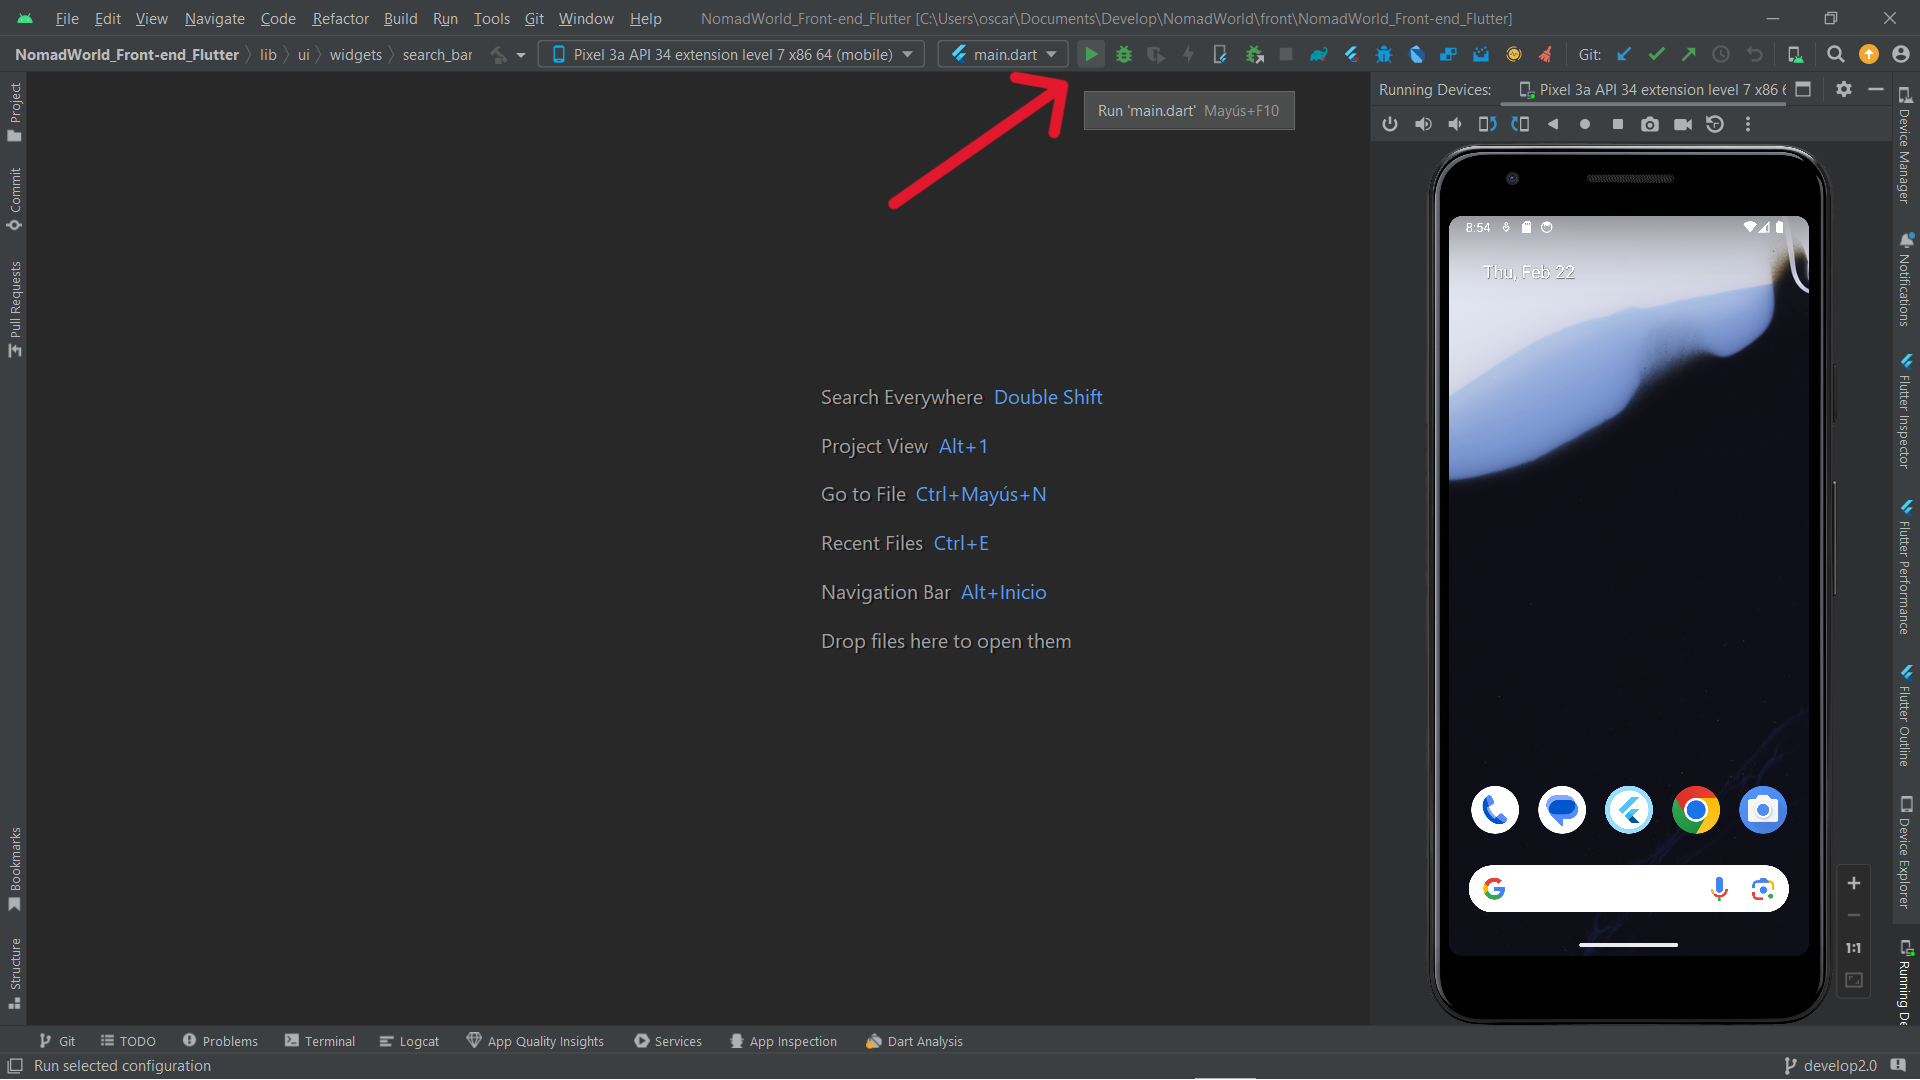 File Edit View Navigate Code Refactor Build Run Tools Git Window Help NomadWorld_Front-end_Flutter [C:\Users\oscar\Documents\Develop\NomadWorld\front\NomadWorld_Front-end_Flutter]
NomadWorld_Front-end_Flutter lib ui widgets search_bar Pixel 3a API 34 extension level 7 x86 64 (mobile) main.dart Git:
Running Devices: Pixel 3a API 34 extension level 7 x86 6
Run 'main.dart' Mayús+F10
Project
Commit
Pull Requests
Bookmarks
Structure
8:54
Thu, Feb 22
Search Everywhere Double Shift
Project View Alt+1
Go to File Ctrl+Mayús+N
Recent Files Ctrl+E
Navigation Bar Alt+Inicio
Drop files here to open them
1:1
Device Manager
Notifications
Flutter Inspector
Flutter Performance
Flutter Outline
Device Explorer
Running De
Git TODO Problems Terminal Logcat App Quality Insights Services App Inspection Dart Analysis
Run selected configuration develop2.0